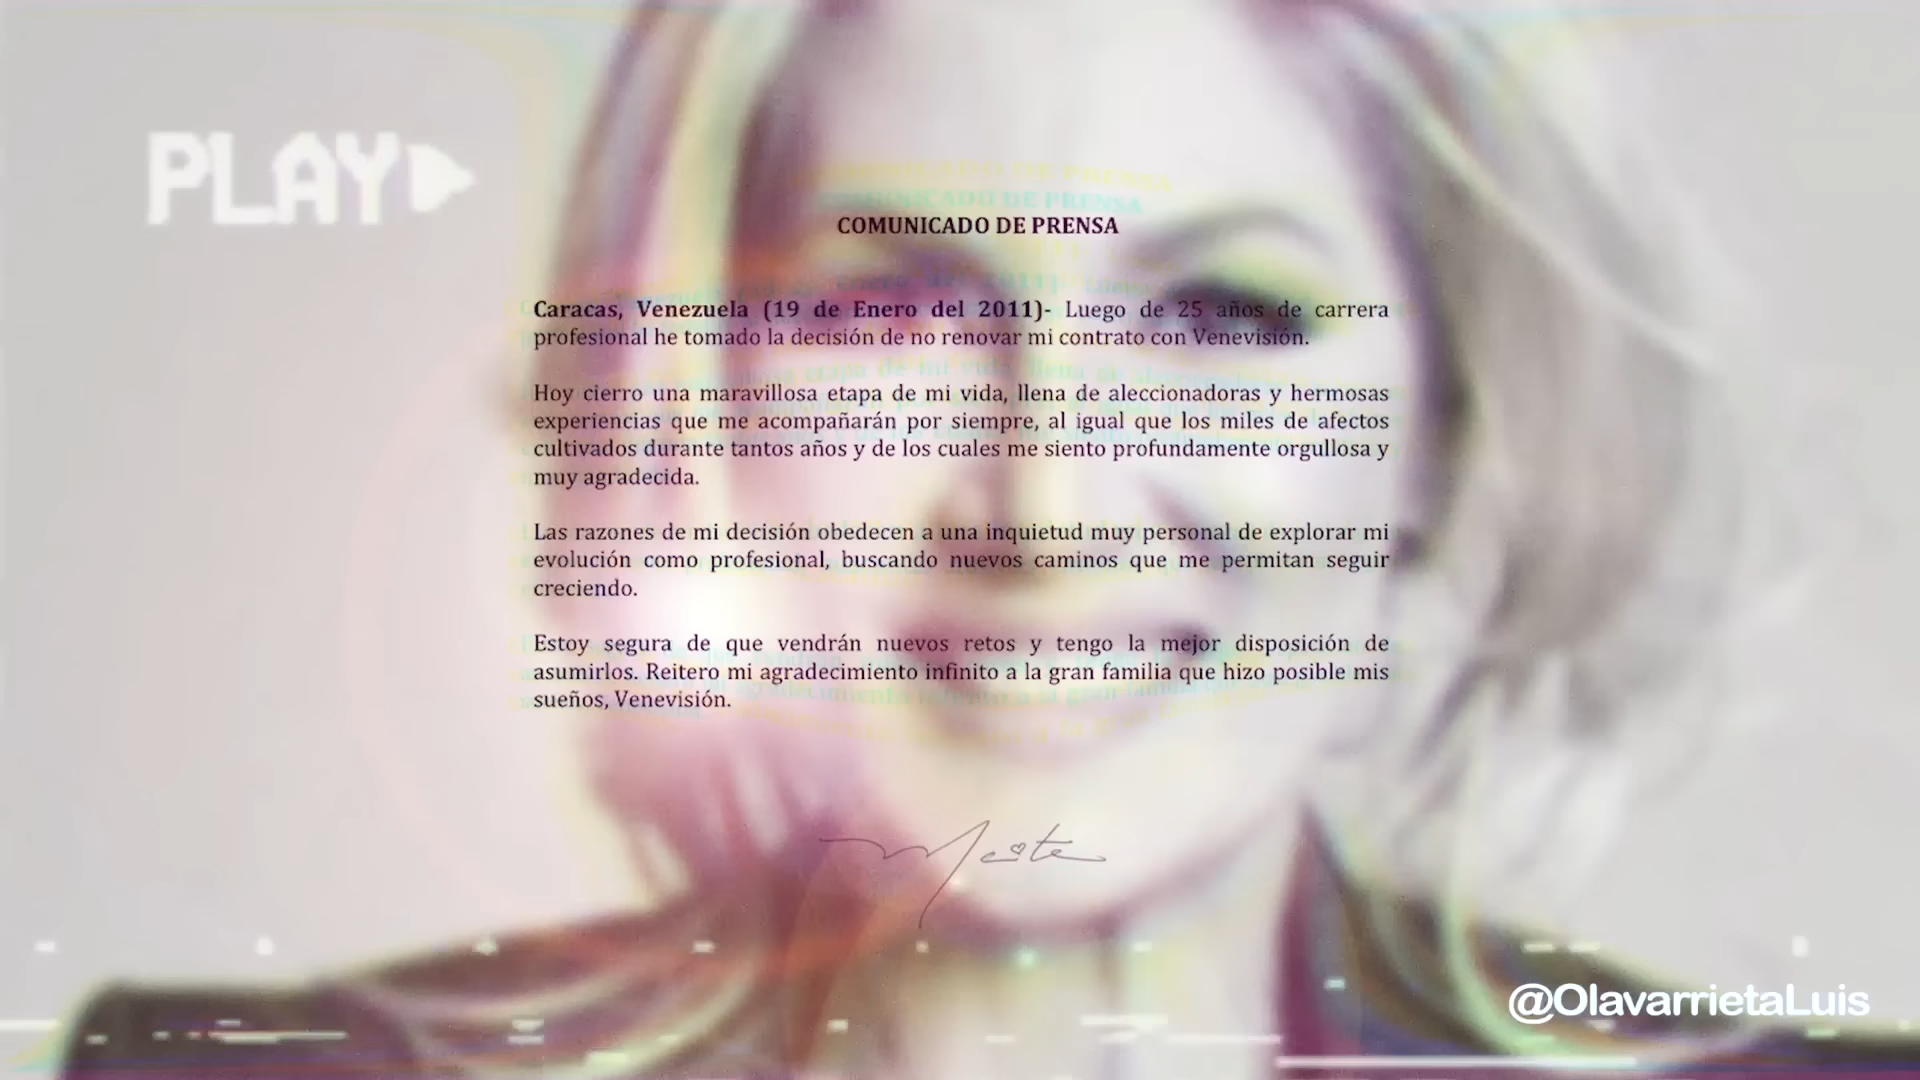 PLAY
COMUNICADO DE PRENSA
Caracas, Venezuela (19 de Enero del 2011)- Luego de 25 años de carrera
profesional he tomado la decisión de no renovar mi contrato con Venevisión.
Hoy cierro una maravillosa etapa de mi vida, llena de aleccionadoras y hermosas
experiencias que me acompañarán por siempre, al igual que los miles de afectos
cultivados durante tantos años y de los cuales me siento profundamente orgullosa y
muy agradecida.
Las razones de mi decisión obedecen a una inquietud muy personal de explorar mi
evolución como profesional, buscando nuevos caminos que me permitan seguir
creciendo.
Estoy segura de que vendrán nuevos retos y tengo la mejor disposición de
asumirlos. Reitero mi agradecimiento infinito a la gran familia que hizo posible mis
sueños, Venevisión.
@OlavarrietaLuis